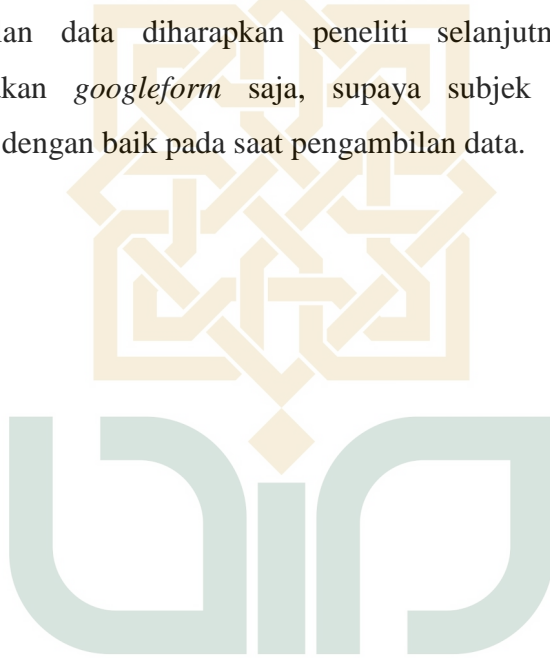 an data diharapkan peneliti selanjutn
kan googleform saja, supaya subjek
dengan baik pada saat pengambilan data.